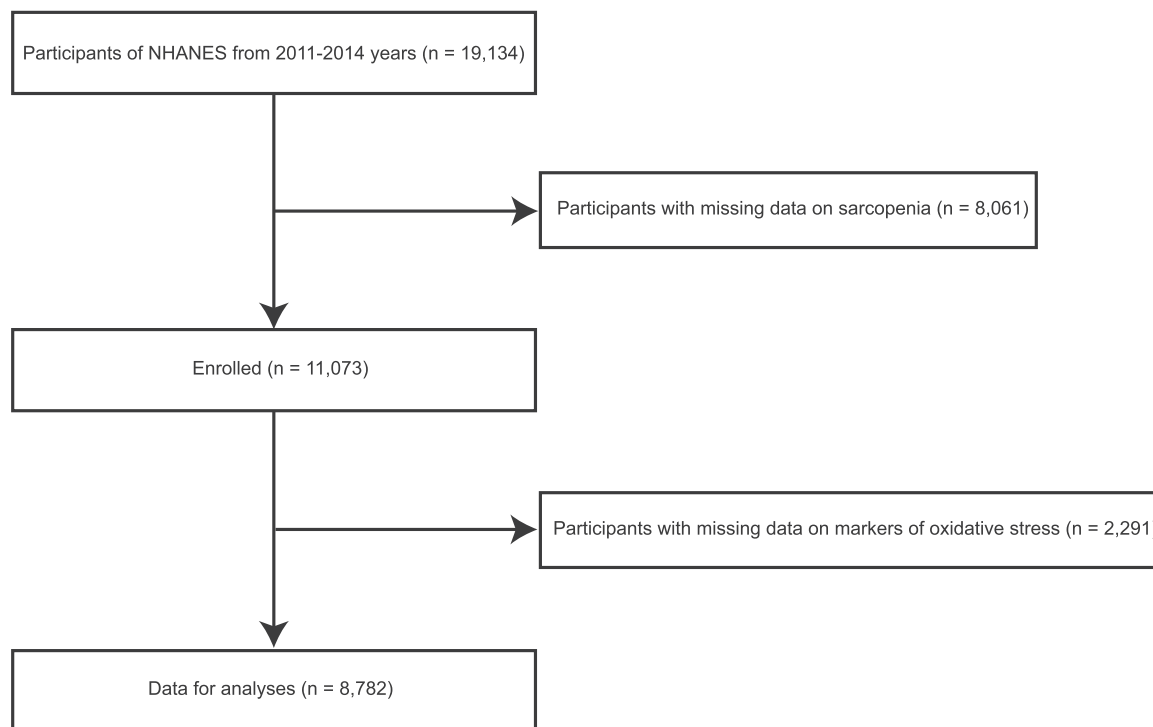 Participants of NHANES from 2011-2014 years (n = 19,134)
Participants with missing data on sarcopenia (n = 8,061)
Enrolled (n = 11,073)
Participants with missing data on markers of oxidative stress (n = 2,291)
Data for analyses (n = 8,782)